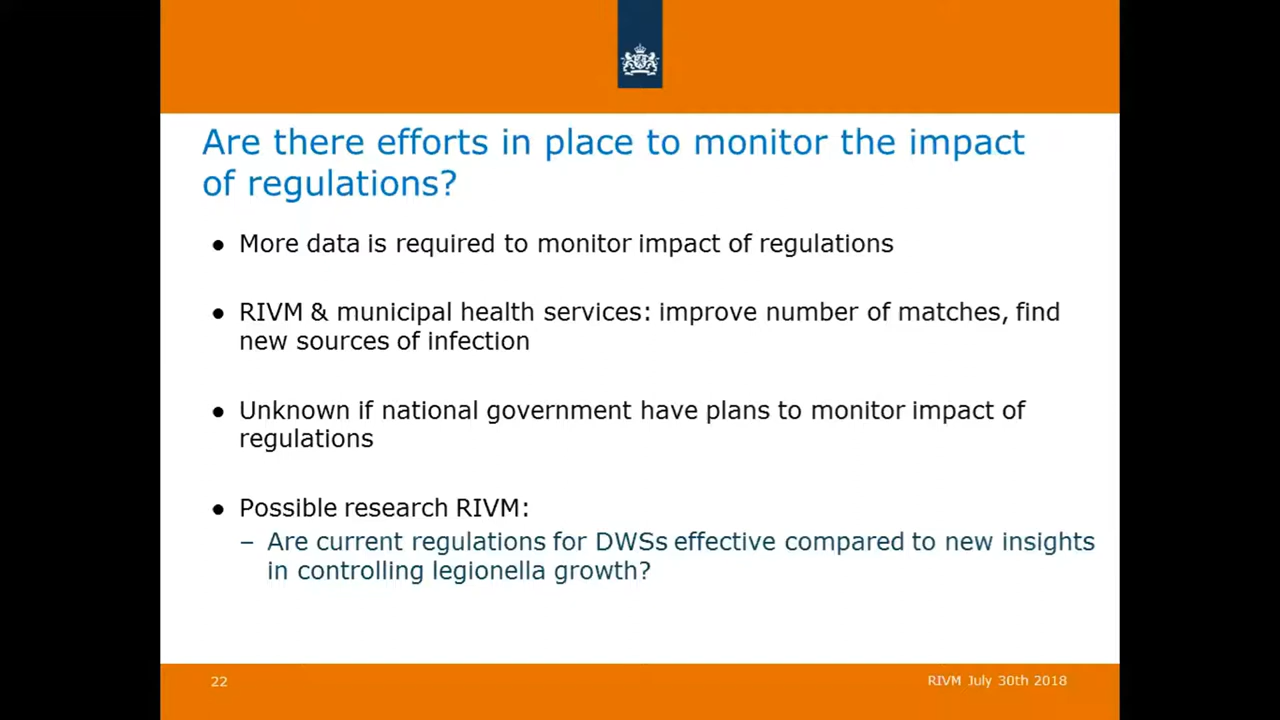 Are there efforts in place to monitor the impact
of regulations?
● More data is required to monitor impact of regulations
● RIVM & municipal health services: improve number of matches, find
new sources of infection
● Unknown if national government have plans to monitor impact of
regulations
● Possible research RIVM:
– Are current regulations for DWSs effective compared to new insights
in controlling legionella growth?
22
RIVM July 30th 2018